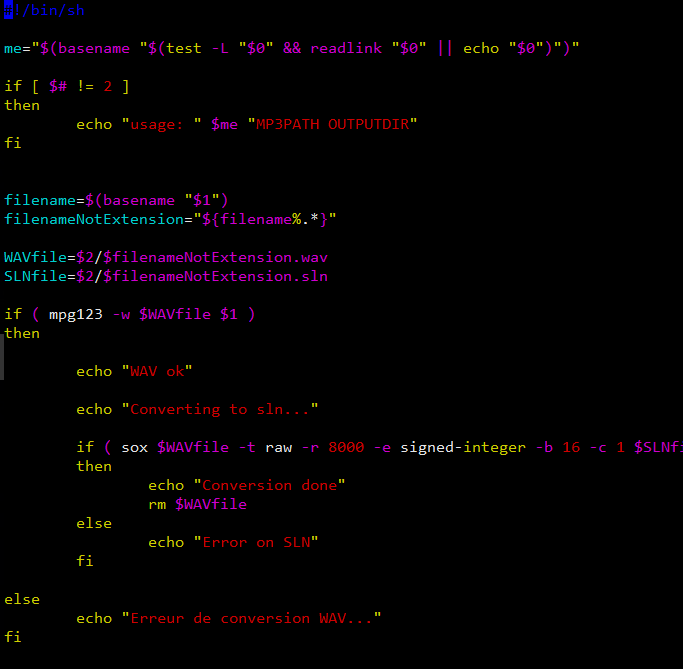 r!/bin/sh
me="$(basename "$(test -L "$0" && readlink "$0" || echo "$0")")"
if [ $# != 2 ]
then
echo "usage: " $me "MP3PATH OUTPUTDIR"
fi
filename=$(basename "$1")
filenameNotExtension="${filename%.*}"
WAVfile=$2/$filenameNotExtension.wav
SLNfile=$2/$filenameNotExtension.sln
if ( mpg123 -w $WAVfile $1 )
then
echo "WAV ok"
echo "Converting to sln..."
if ( sox $WAVfile -t raw -r 8000 -e signed-integer -b 16 -c 1 $SLNf
then
echo "Conversion done"
rm $WAVfile
else
echo "Error on SLN"
fi
else
echo "Erreur de conversion WAV..."
fi